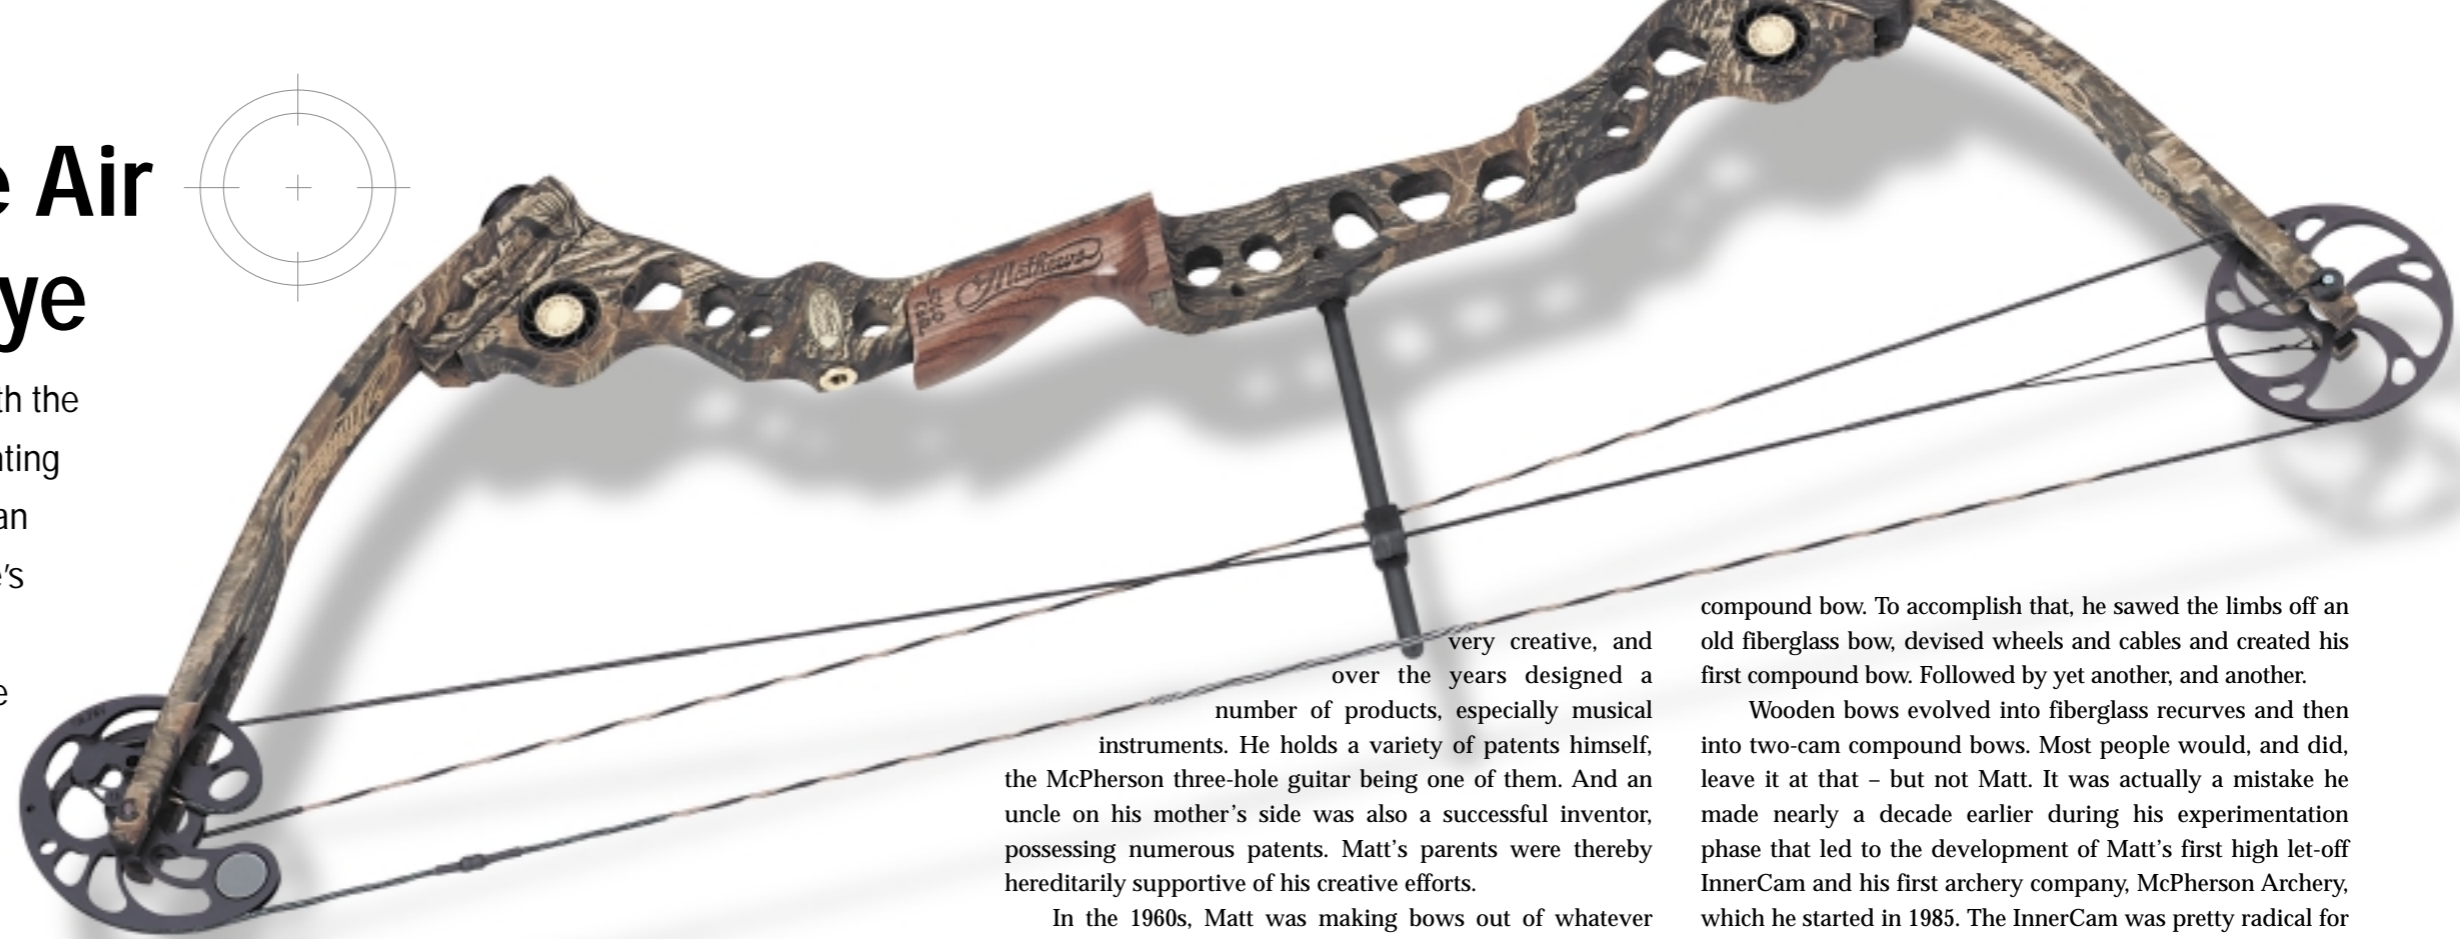 e Air
ye
th the
ting
an
e's
e
Mathews
very creative, and
over the years designed a
number of products, especially musical
instruments. He holds a variety of patents himself,
the McPherson three-hole guitar being one of them. And an
uncle on his mother's side was also a successful inventor,
possessing numerous patents. Matt's parents were thereby
hereditarily supportive of his creative efforts.
In the 1960s, Matt was making bows out of whatever
compound bow. To accomplish that, he sawed the limbs off an
old fiberglass bow, devised wheels and cables and created his
first compound bow. Followed by yet another, and another.
Wooden bows evolved into fiberglass recurves and then
into two-cam compound bows. Most people would, and did,
leave it at that – but not Matt. It was actually a mistake he
made nearly a decade earlier during his experimentation
phase that led to the development of Matt's first high let-off
InnerCam and his first archery company, McPherson Archery,
which he started in 1985. The InnerCam was pretty radical for